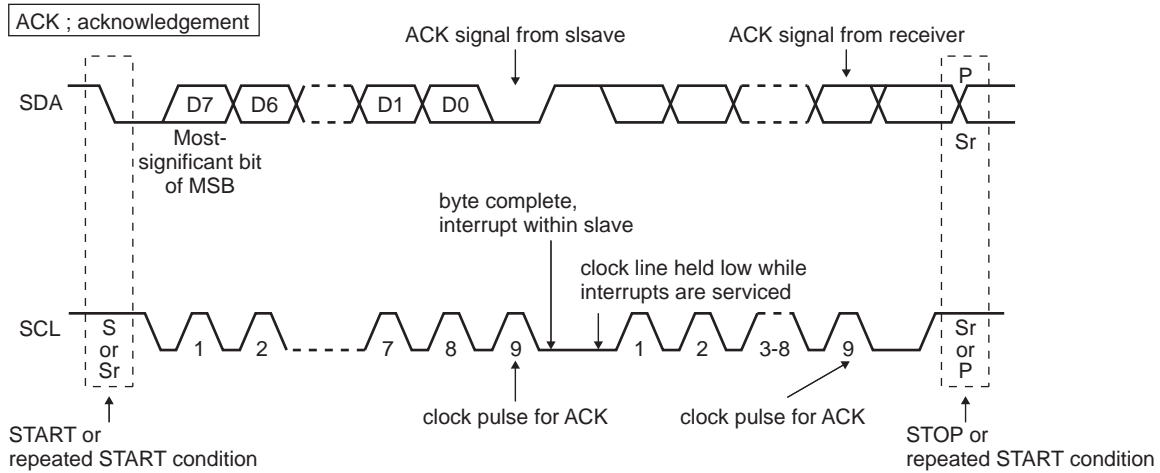 ACK ; acknowledgement
ACK signal from slsave
ACK signal from receiver
SDA
D7
D6
D1
D0
P
Sr
Most-
significant bit
of MSB
byte complete,
interrupt within slave
clock line held low while
interrupts are serviced
SCL
S
or
Sr
1
2
7
8
9
1
2
3-8
9
Sr
or
P
clock pulse for ACK
clock pulse for ACK
START or
repeated START condition
STOP or
repeated START condition